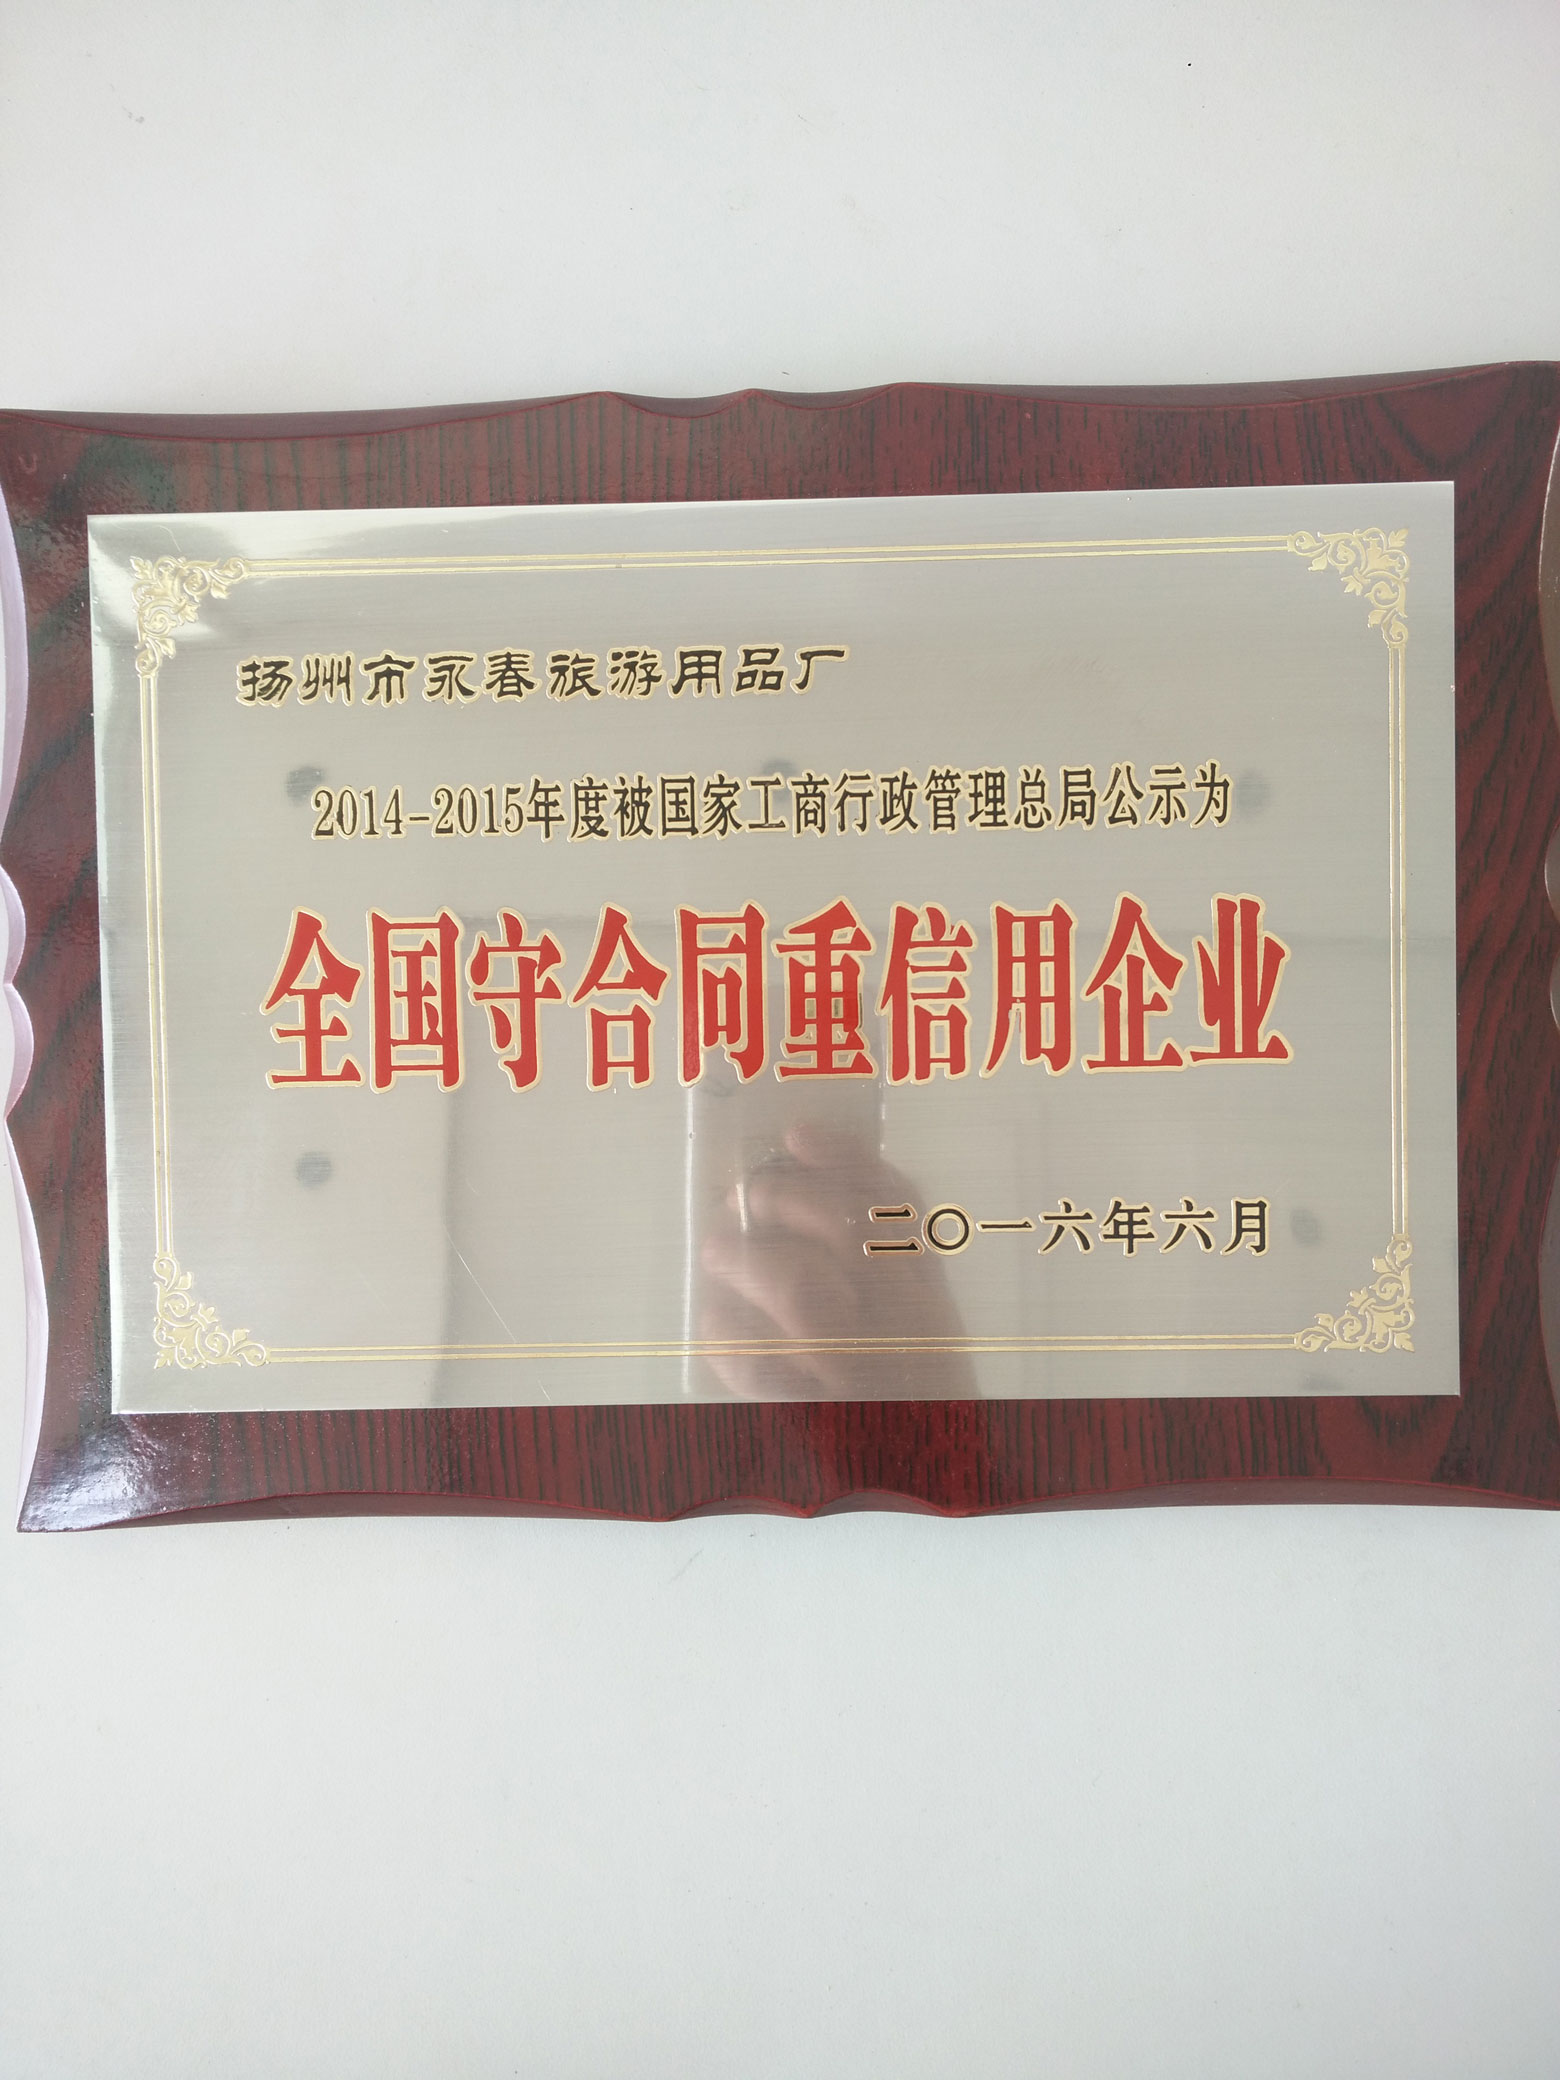 扬州市永春旅游用品厂
2014-2015年度被国家工商行政管理总局公示为
全国守合同重信用企业
二〇一六年六月